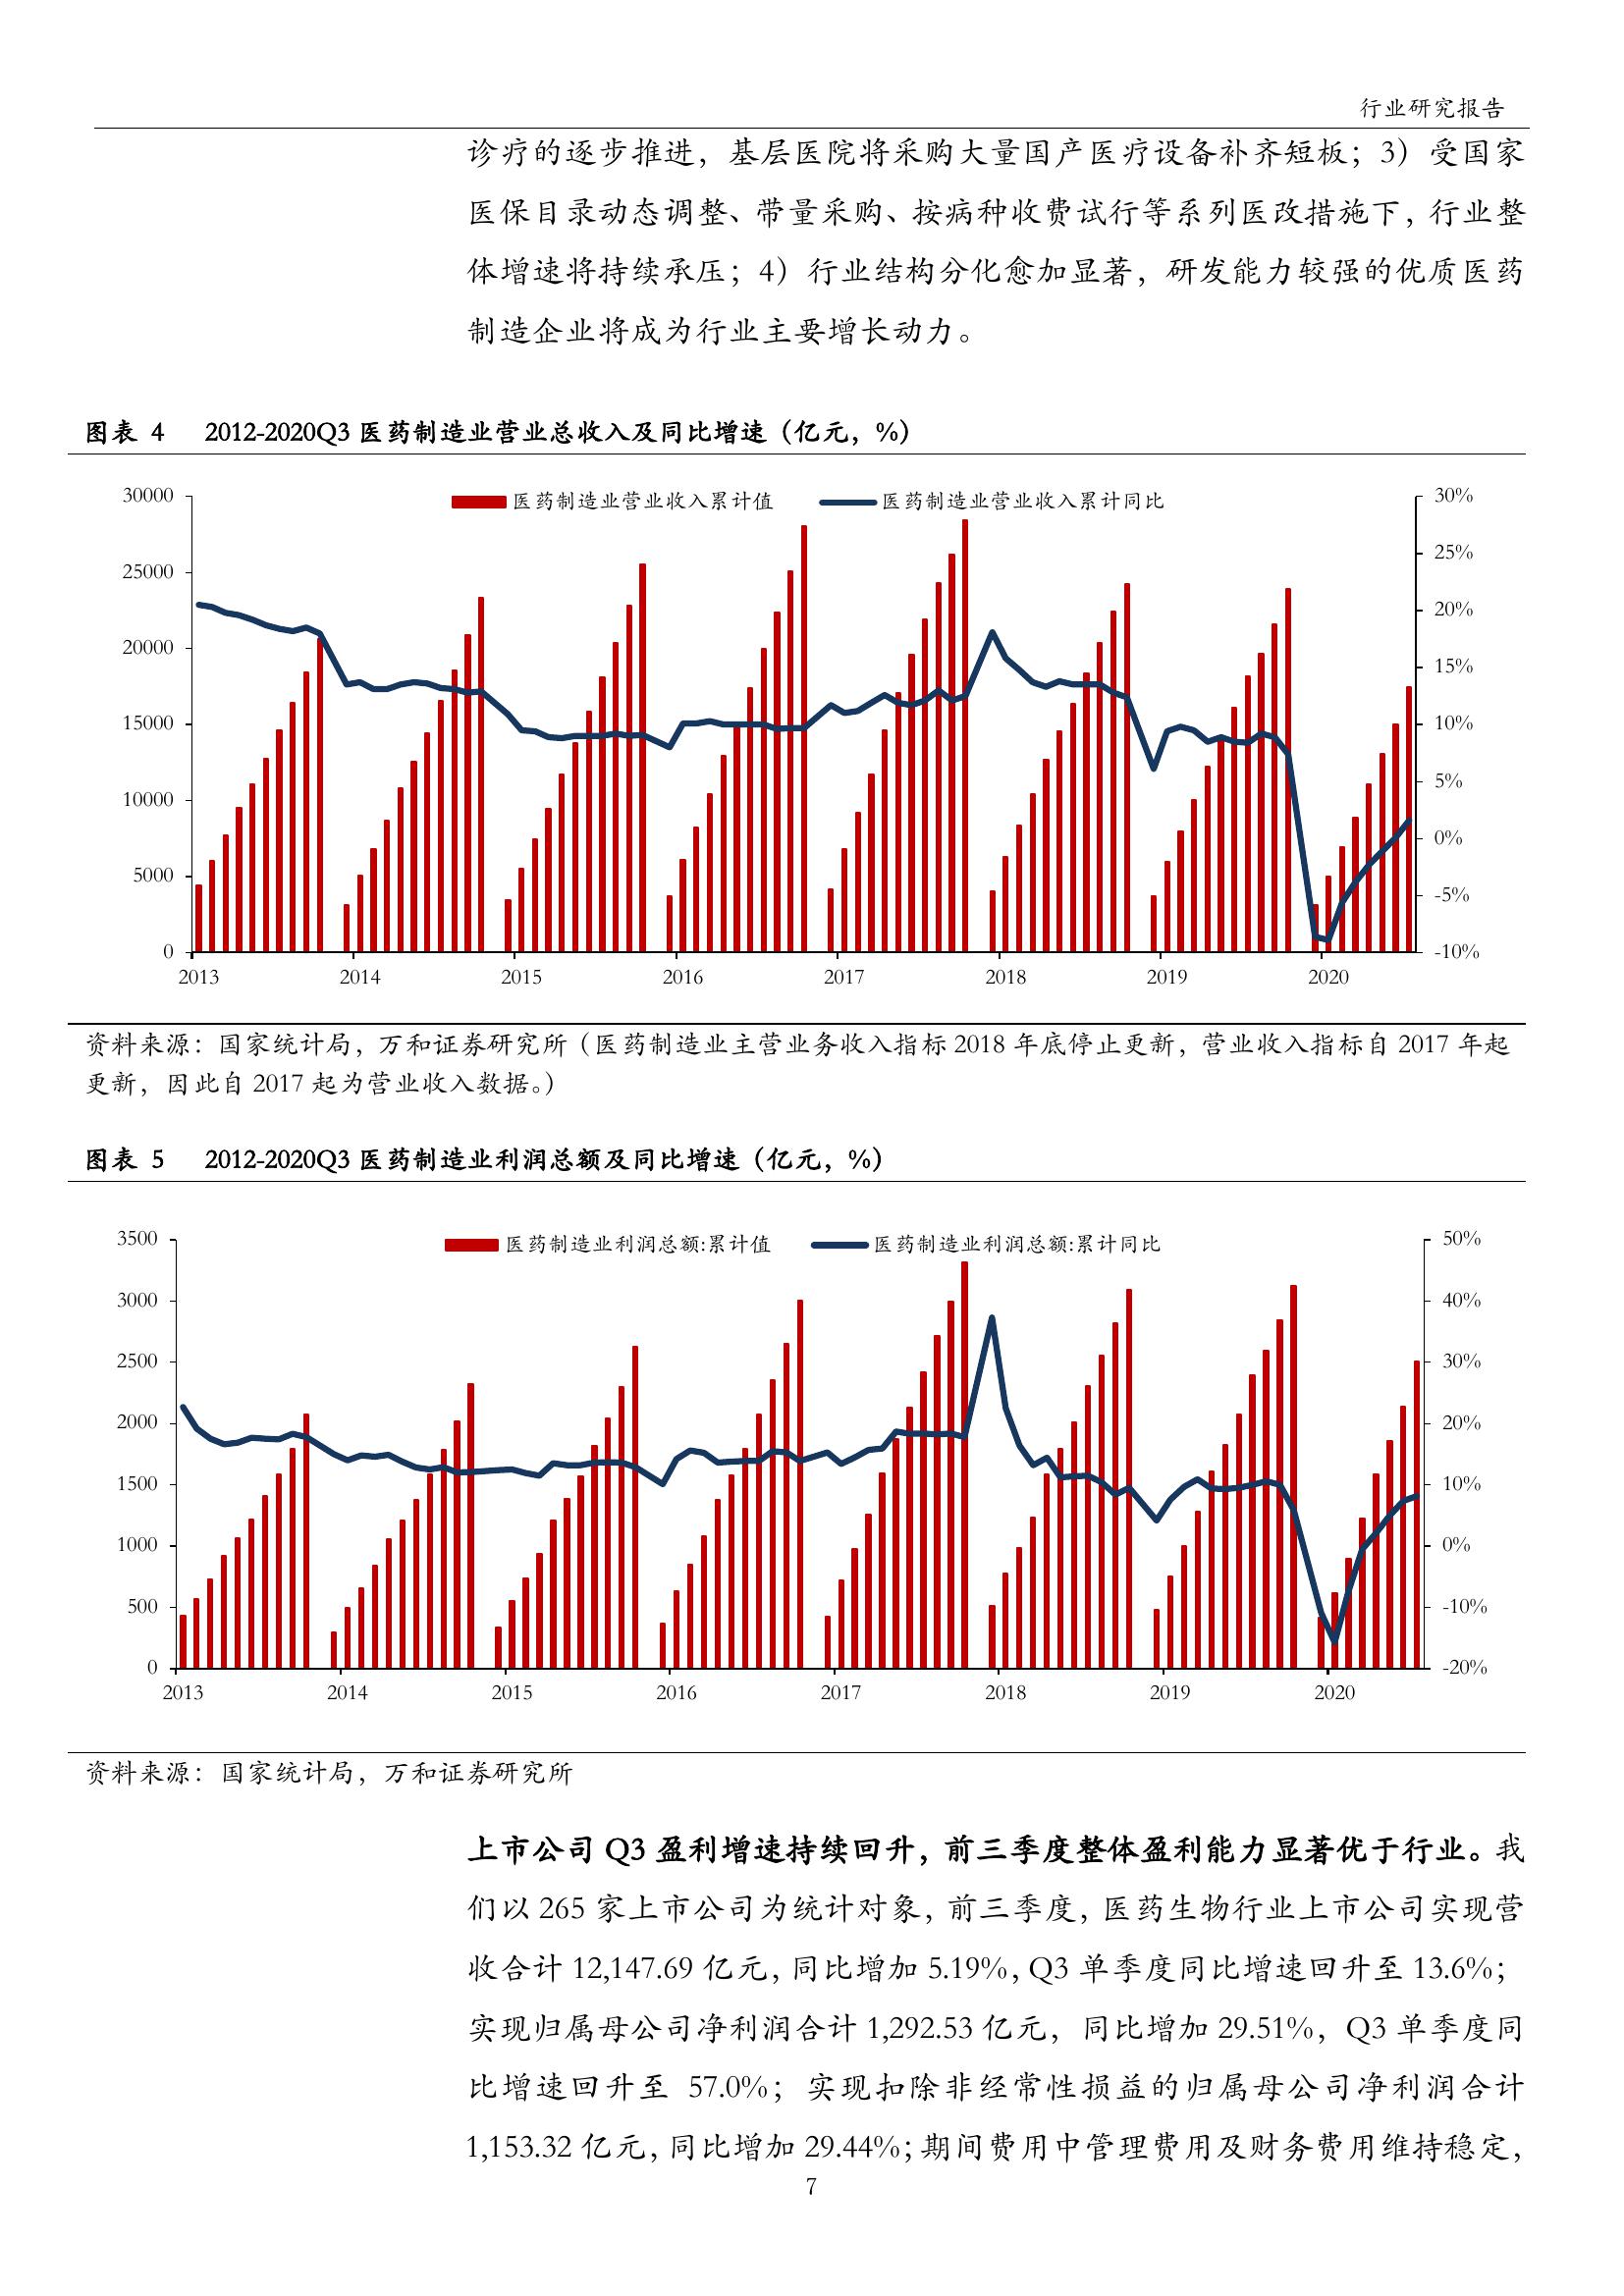 行业研究报告
诊疗的逐步推进，基层医院将采购大量国产医疗设备补齐短板；3）受国家
医保目录动态调整、带量采购、按病种收费试行等系列医改措施下，行业整
体增速将持续承压；4）行业结构分化愈加显著，研发能力较强的优质医药
制造企业将成为行业主要增长动力。
图表 4 2012-2020Q3 医药制造业营业总收入及同比增速（亿元，%）
医药制造业营业收入累计值 医药制造业营业收入累计同比
30000 30%
25%
25000
20%
20000
15%
15000 10%
10000 5%
0%
5000
-5%
0 -10%
2013 2014 2015 2016 2017 2018 2019 2020
资料来源：国家统计局，万和证券研究所（医药制造业主营业务收入指标 2018 年底停止更新，营业收入指标自 2017 年起
更新，因此自 2017 起为营业收入数据。）
图表 5 2012-2020Q3 医药制造业利润总额及同比增速（亿元，%）
医药制造业利润总额:累计值 医药制造业利润总额:累计同比
3500 50%
3000 40%
2500 30%
2000 20%
1500 10%
1000 0%
500 -10%
0 -20%
2013 2014 2015 2016 2017 2018 2019 2020
资料来源：国家统计局，万和证券研究所
上市公司 Q3 盈利增速持续回升，前三季度整体盈利能力显著优于行业。我
们以 265 家上市公司为统计对象，前三季度，医药生物行业上市公司实现营
收合计 12,147.69 亿元，同比增加 5.19%，Q3 单季度同比增速回升至 13.6%；
实现归属母公司净利润合计 1,292.53 亿元，同比增加 29.51%，Q3 单季度同
比增速回升至 57.0%；实现扣除非经常性损益的归属母公司净利润合计
1,153.32 亿元，同比增加 29.44%；期间费用中管理费用及财务费用维持稳定，
7